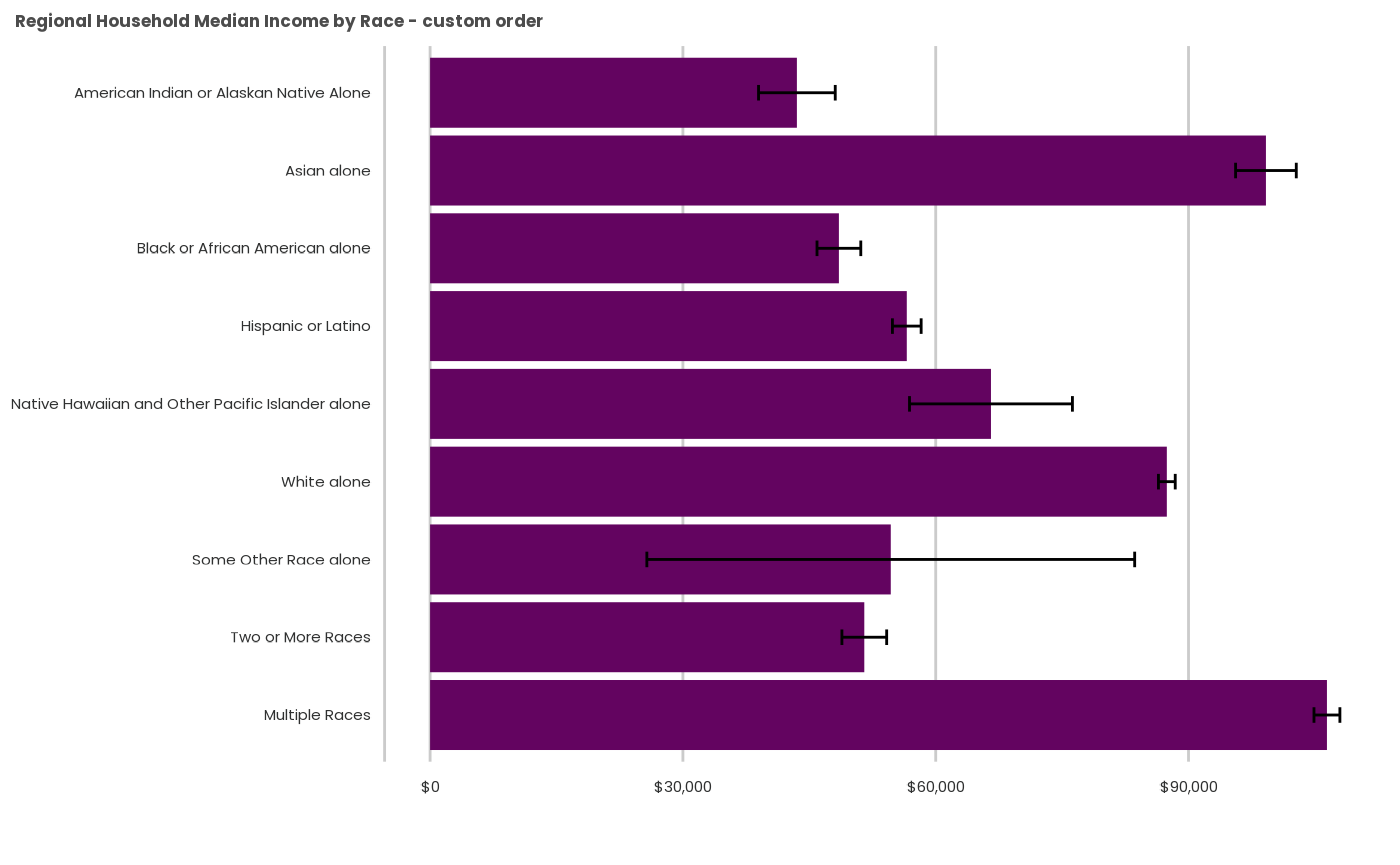 Regional Household Median Income by Race - custom order
American Indian or Alaskan Native Alone
Asian alone
Black or African American alone
Hispanic or Latino
Native Hawaiian and Other Pacific Islander alone
White alone
Some Other Race alone
Two or More Races
Multiple Races
$0 $30,000 $60,000 $90,000